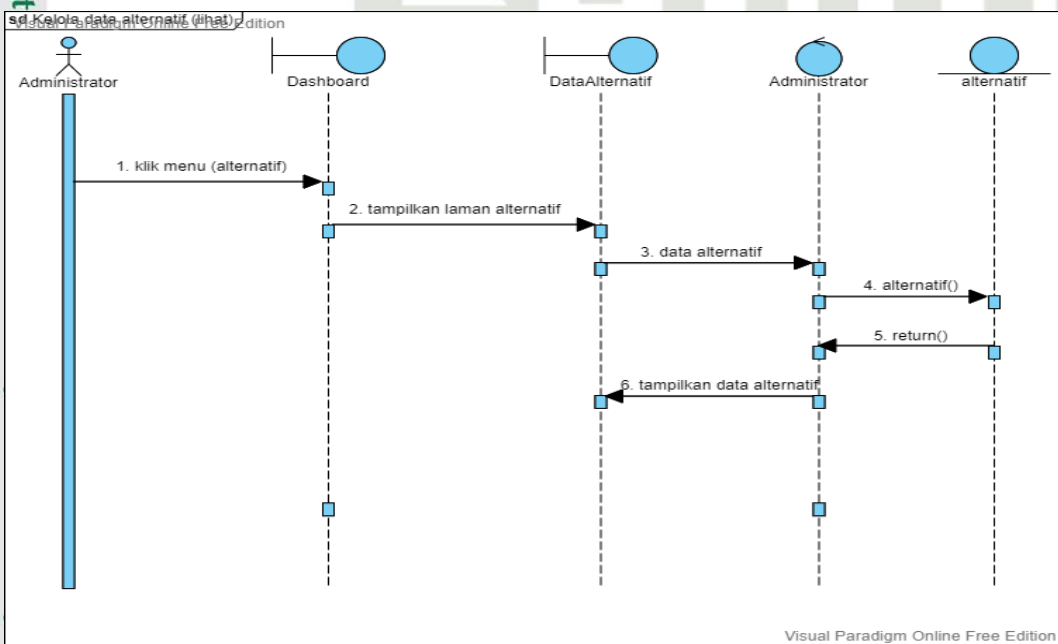 sd Kelola data alternatif (lihat)
Visual Paradigm Online Free Edition
Administrator
Dashboard
DataAlternatif
Administrator
alternatif
1. klik menu (alternatif)
2. tampilkan laman alternatif
3. data alternatif
4. alternatif()
5. return()
6. tampilkan data alternatif
Visual Paradigm Online Free Edition